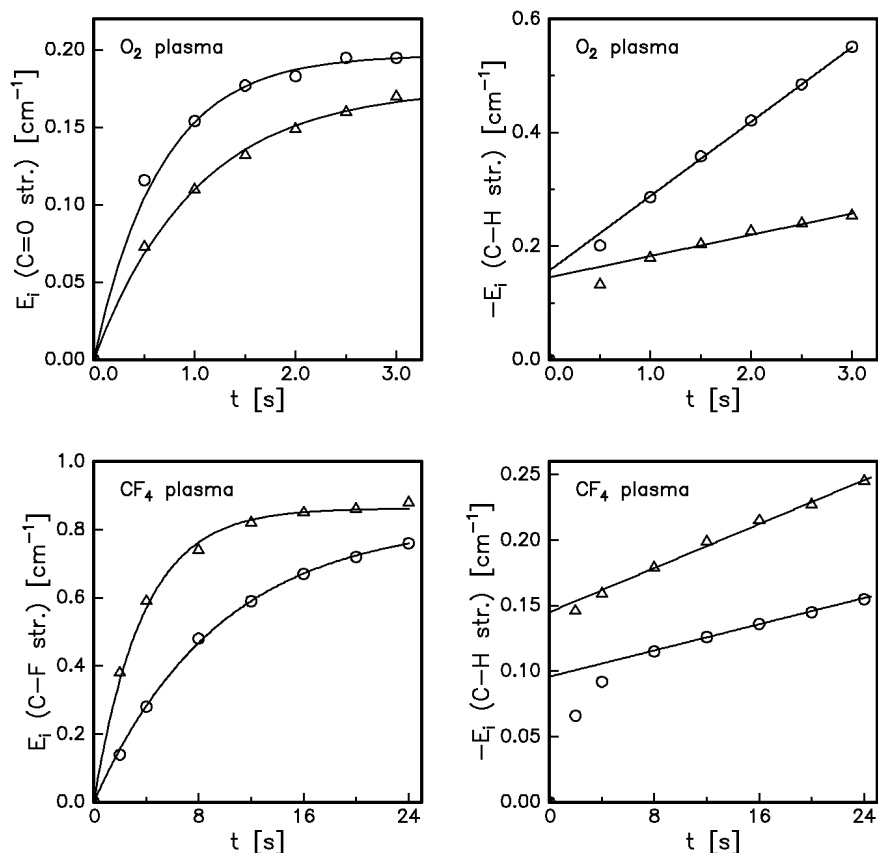 O₂ plasma
E_i (C=O str.) [cm⁻¹]
0.20
0.15
0.10
0.05
0.00
0.0 1.0 2.0 3.0
t [s]
O₂ plasma
−E_i (C−H str.) [cm⁻¹]
0.6
0.4
0.2
0.0
0.0 1.0 2.0 3.0
t [s]
CF₄ plasma
E_i (C−F str.) [cm⁻¹]
1.0
0.8
0.6
0.4
0.2
0.0
0 8 16 24
t [s]
CF₄ plasma
−E_i (C−H str.) [cm⁻¹]
0.25
0.20
0.15
0.10
0.05
0.00
0 8 16 24
t [s]